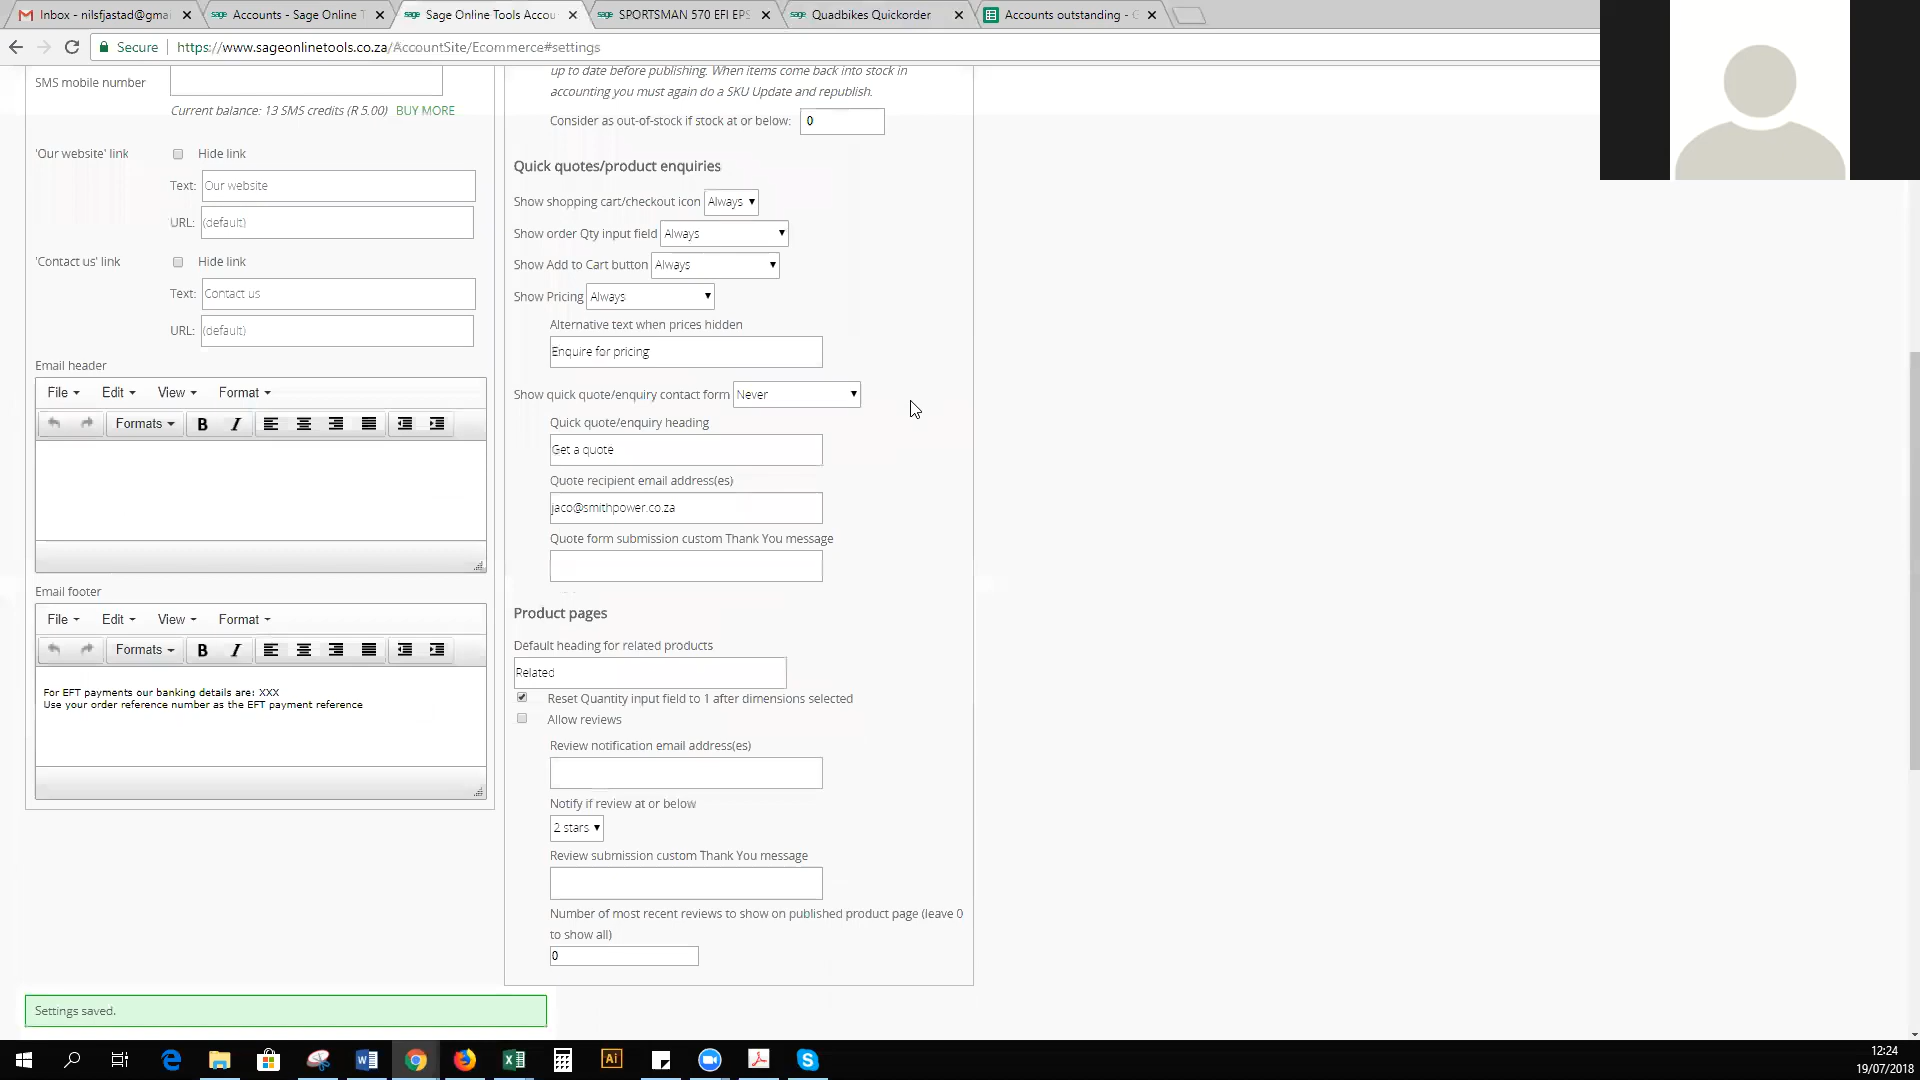 Inbox - nilsfjastad@gmai
Accounts - Sage Online T
Sage Online Tools Accou
SPORTSMAN 570 EFI EPS
Quadbikes Quickorder
Accounts outstanding - G
Secure
https://www.sageonlinetools.co.za/AccountSite/Ecommerce#settings
SMS mobile number
Current balance: 13 SMS credits (R 5.00) BUY MORE
'Our website' link
Hide link
Text: Our website
URL: (default)
'Contact us' link
Hide link
Text: Contact us
URL: (default)
Email header
File Edit View Format
Formats B I
Email footer
File Edit View Format
Formats B I
For EFT payments our banking details are: XXX
Use your order reference number as the EFT payment reference
up to date before publishing. When items come back into stock in
accounting you must again do a SKU Update and republish.
Consider as out-of-stock if stock at or below: 0
Quick quotes/product enquiries
Show shopping cart/checkout icon Always
Show order Qty input field Always
Show Add to Cart button Always
Show Pricing Always
Alternative text when prices hidden
Enquire for pricing
Show quick quote/enquiry contact form Never
Quick quote/enquiry heading
Get a quote
Quote recipient email address(es)
jaco@smithpower.co.za
Quote form submission custom Thank You message
Product pages
Default heading for related products
Related
Reset Quantity input field to 1 after dimensions selected
Allow reviews
Review notification email address(es)
Notify if review at or below
2 stars
Review submission custom Thank You message
Number of most recent reviews to show on published product page (leave 0
to show all)
0
Settings saved.
12:24
19/07/2018